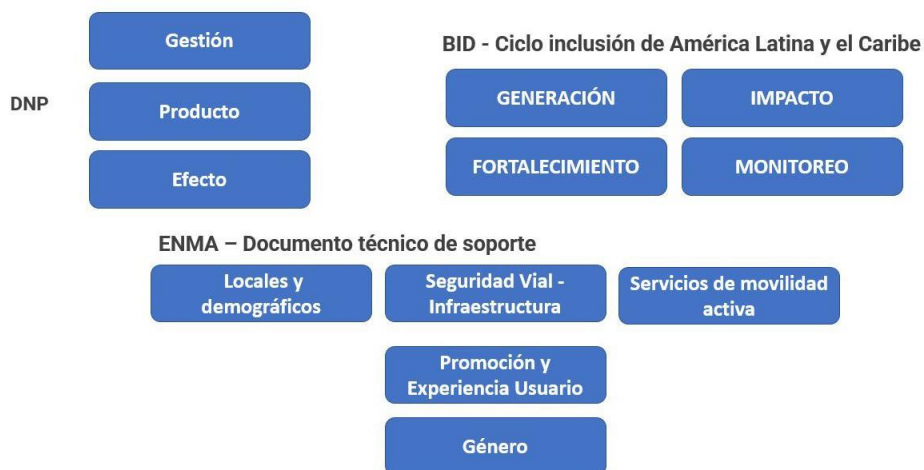 Gestión
DNP
Producto
Efecto
BID - Ciclo inclusión de América Latina y el Caribe
GENERACIÓN
IMPACTO
FORTALECIMIENTO
MONITOREO
ENMA – Documento técnico de soporte
Locales y
demográficos
Seguridad Vial -
Infraestructura
Servicios de movilidad
activa
Promoción y
Experiencia Usuario
Género